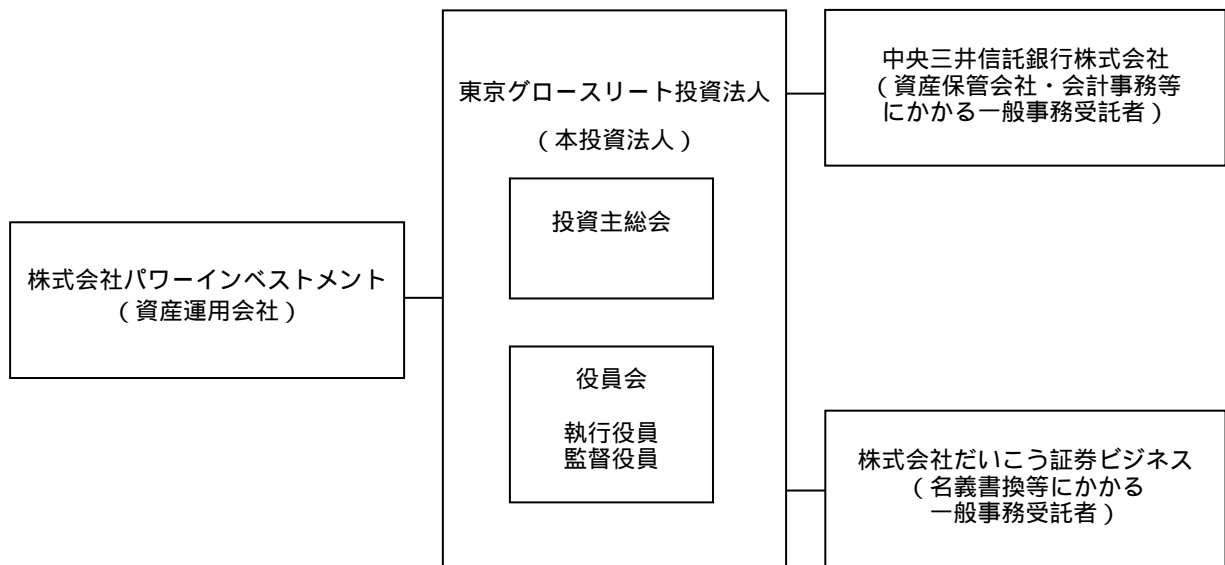 東京グロースリート投資法人
（本投資法人）
投資主総会
役員会
執行役員
監督役員
株式会社パワーインベストメント
（資産運用会社）
中央三井信託銀行株式会社
（資産保管会社・会計事務等
にかかる一般事務受託者）
株式会社だいこう証券ビジネス
（名義書換等にかかる
一般事務受託者）